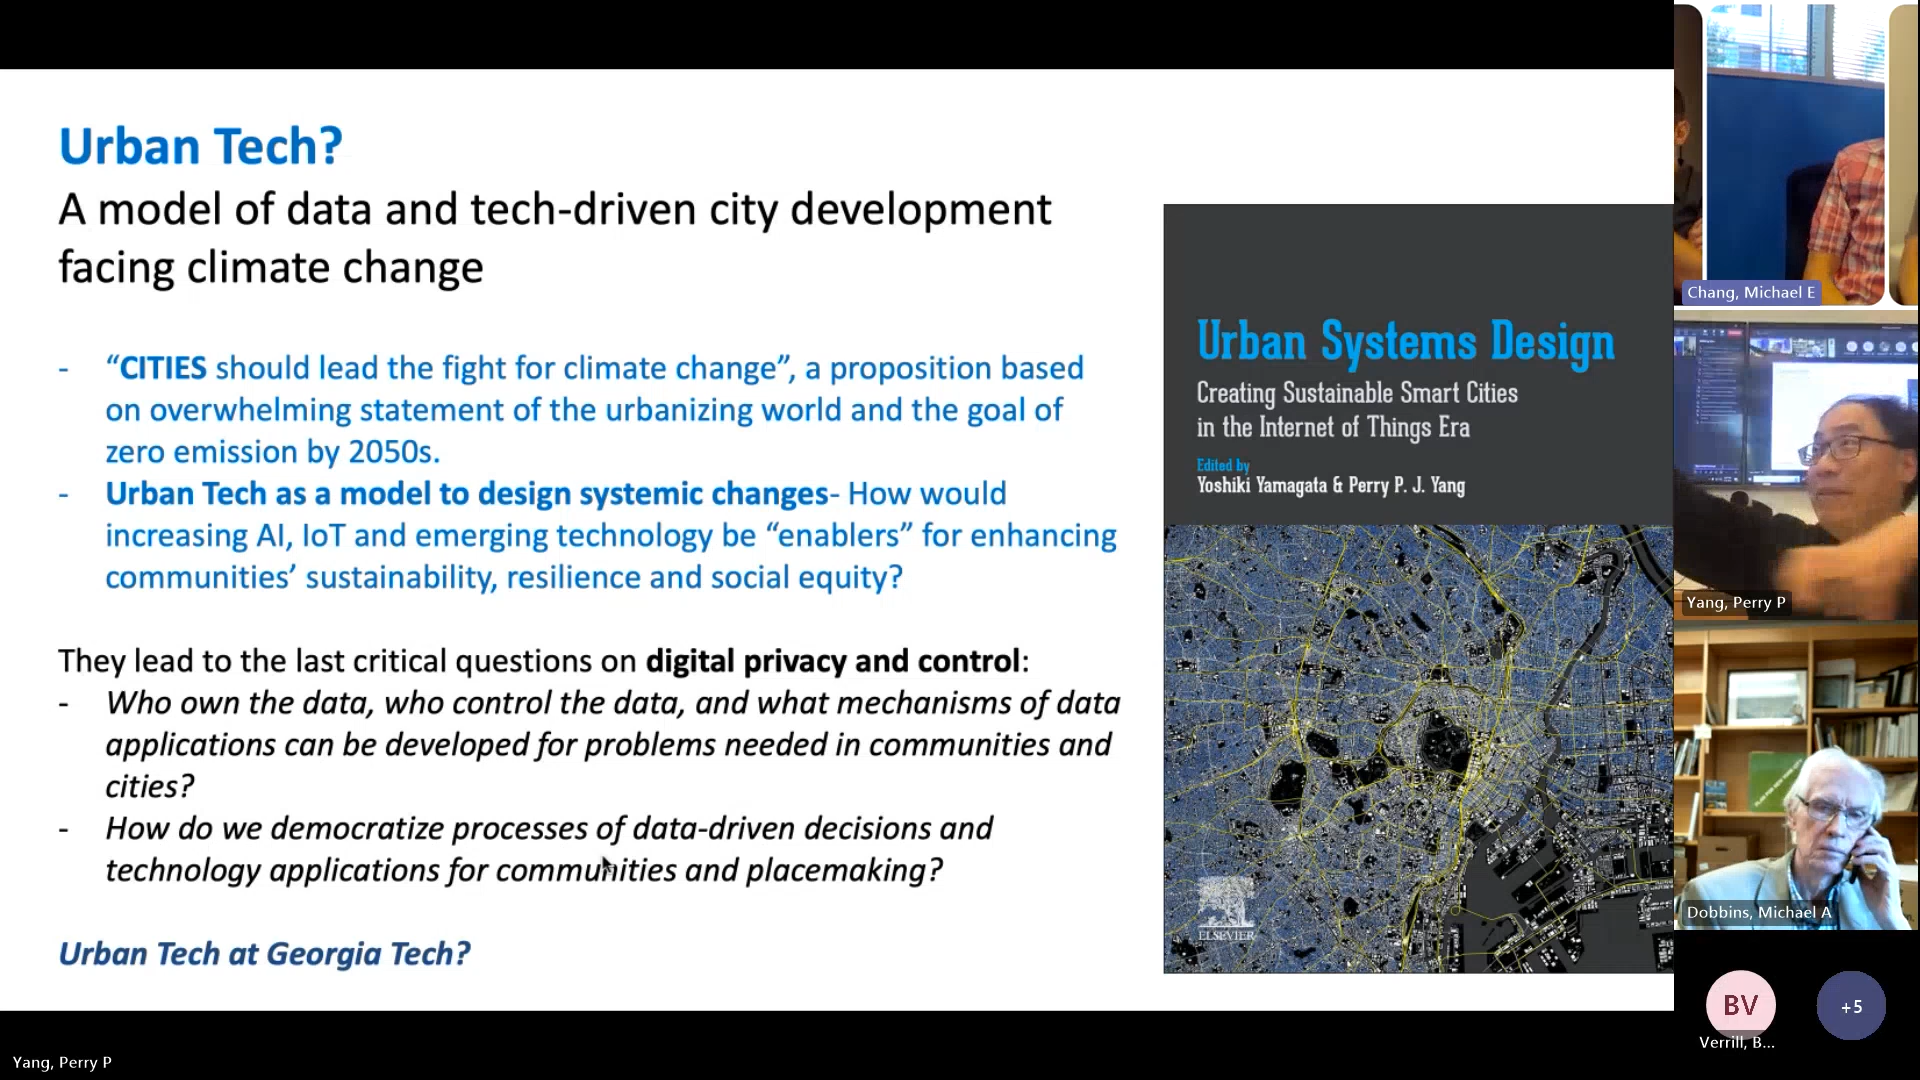 Urban Tech?
A model of data and tech-driven city development
facing climate change
- “CITIES should lead the fight for climate change”, a proposition based
on overwhelming statement of the urbanizing world and the goal of
zero emission by 2050s.
- Urban Tech as a model to design systemic changes- How would
increasing AI, IoT and emerging technology be “enablers” for enhancing
communities’ sustainability, resilience and social equity?
They lead to the last critical questions on digital privacy and control:
- Who own the data, who control the data, and what mechanisms of data
applications can be developed for problems needed in communities and
cities?
- How do we democratize processes of data-driven decisions and
technology applications for communities and placemaking?
Urban Tech at Georgia Tech?
Urban Systems Design
Creating Sustainable Smart Cities
in the Internet of Things Era
Edited by
Yoshiki Yamagata & Perry P. J. Yang
ELSEVIER
Chang, Michael E
Yang, Perry P
Dobbins, Michael A
BV
Verrill, B...
+5
Yang, Perry P